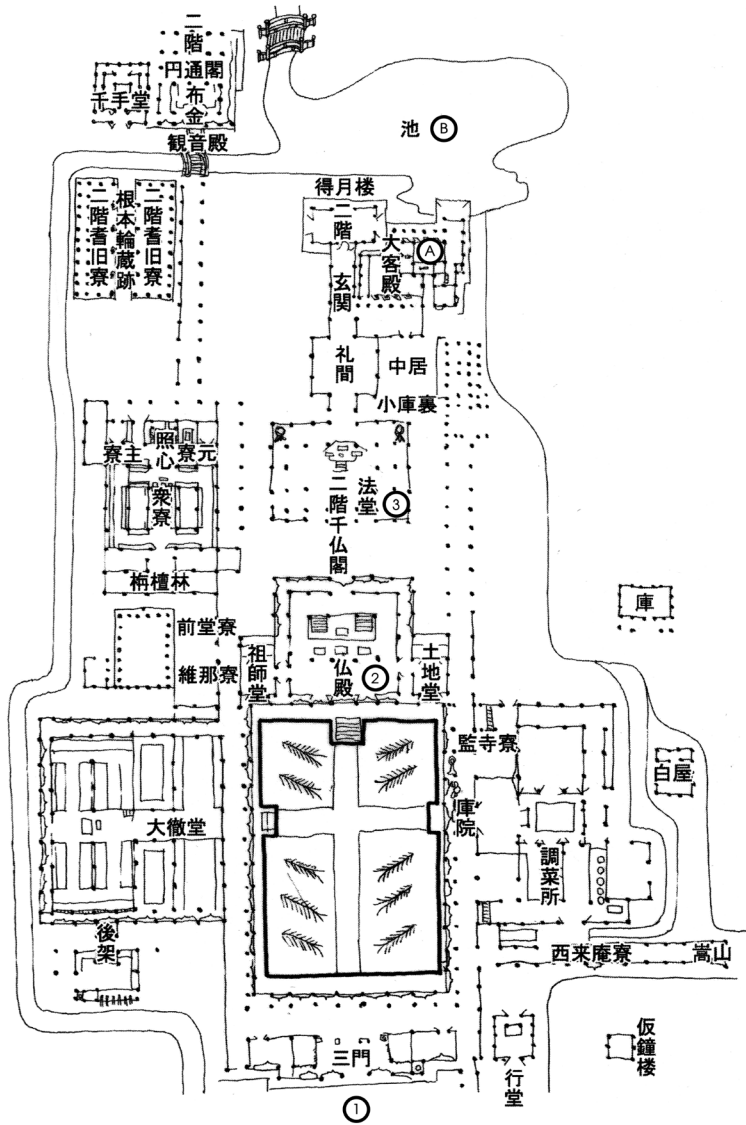 二階
円通閣
千手堂
布金
観音殿
池 Ⓑ
得月楼
二階
大客殿
Ⓐ
二階耆旧寮
根本輪蔵跡
二階耆旧寮
玄関
礼間
中居
小庫裏
寮主
照心
寮元
衆寮
法堂
③
二階千仏閣
栴檀林
庫
前堂寮
維那寮
祖師堂
仏殿
②
土地堂
監寺寮
白屋
庫院
大徹堂
調菜所
後架
西来庵寮
嵩山
三門
行堂
仮鐘楼
①